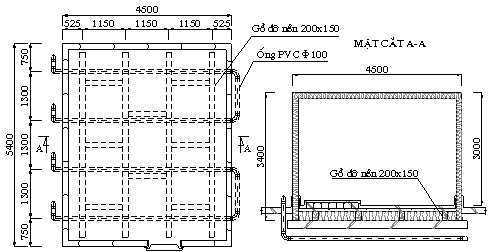 4500
525 1150 1150 1150 525
Gỗ đỡ nền 200x150
Ống PVC Φ100
MẶT CẮT A-A
750
1300
5400
1300
1300
750
A
A
4500
3400
3000
Gỗ đỡ nền 200x150